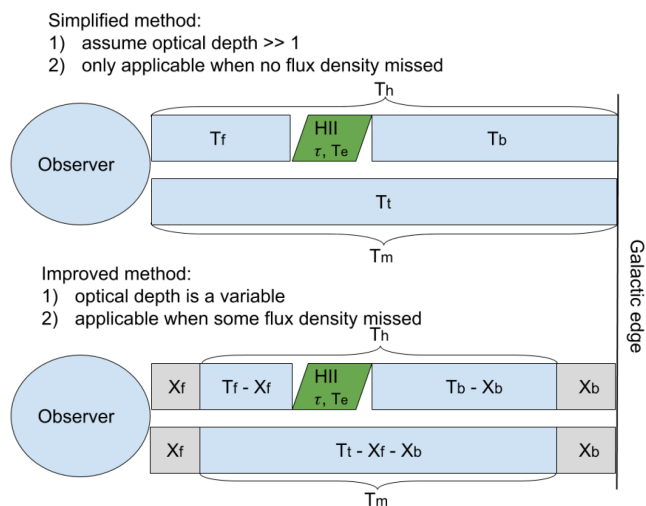 Simplified method:
1) assume optical depth >> 1
2) only applicable when no flux density missed
Th
Observer
Tf
HII
τ, Te
Tb
Tt
Tm
Galactic edge
Improved method:
1) optical depth is a variable
2) applicable when some flux density missed
Th
Observer
Xf
Tf - Xf
HII
τ, Te
Tb - Xb
Xb
Xf
Tt - Xf - Xb
Xb
Tm